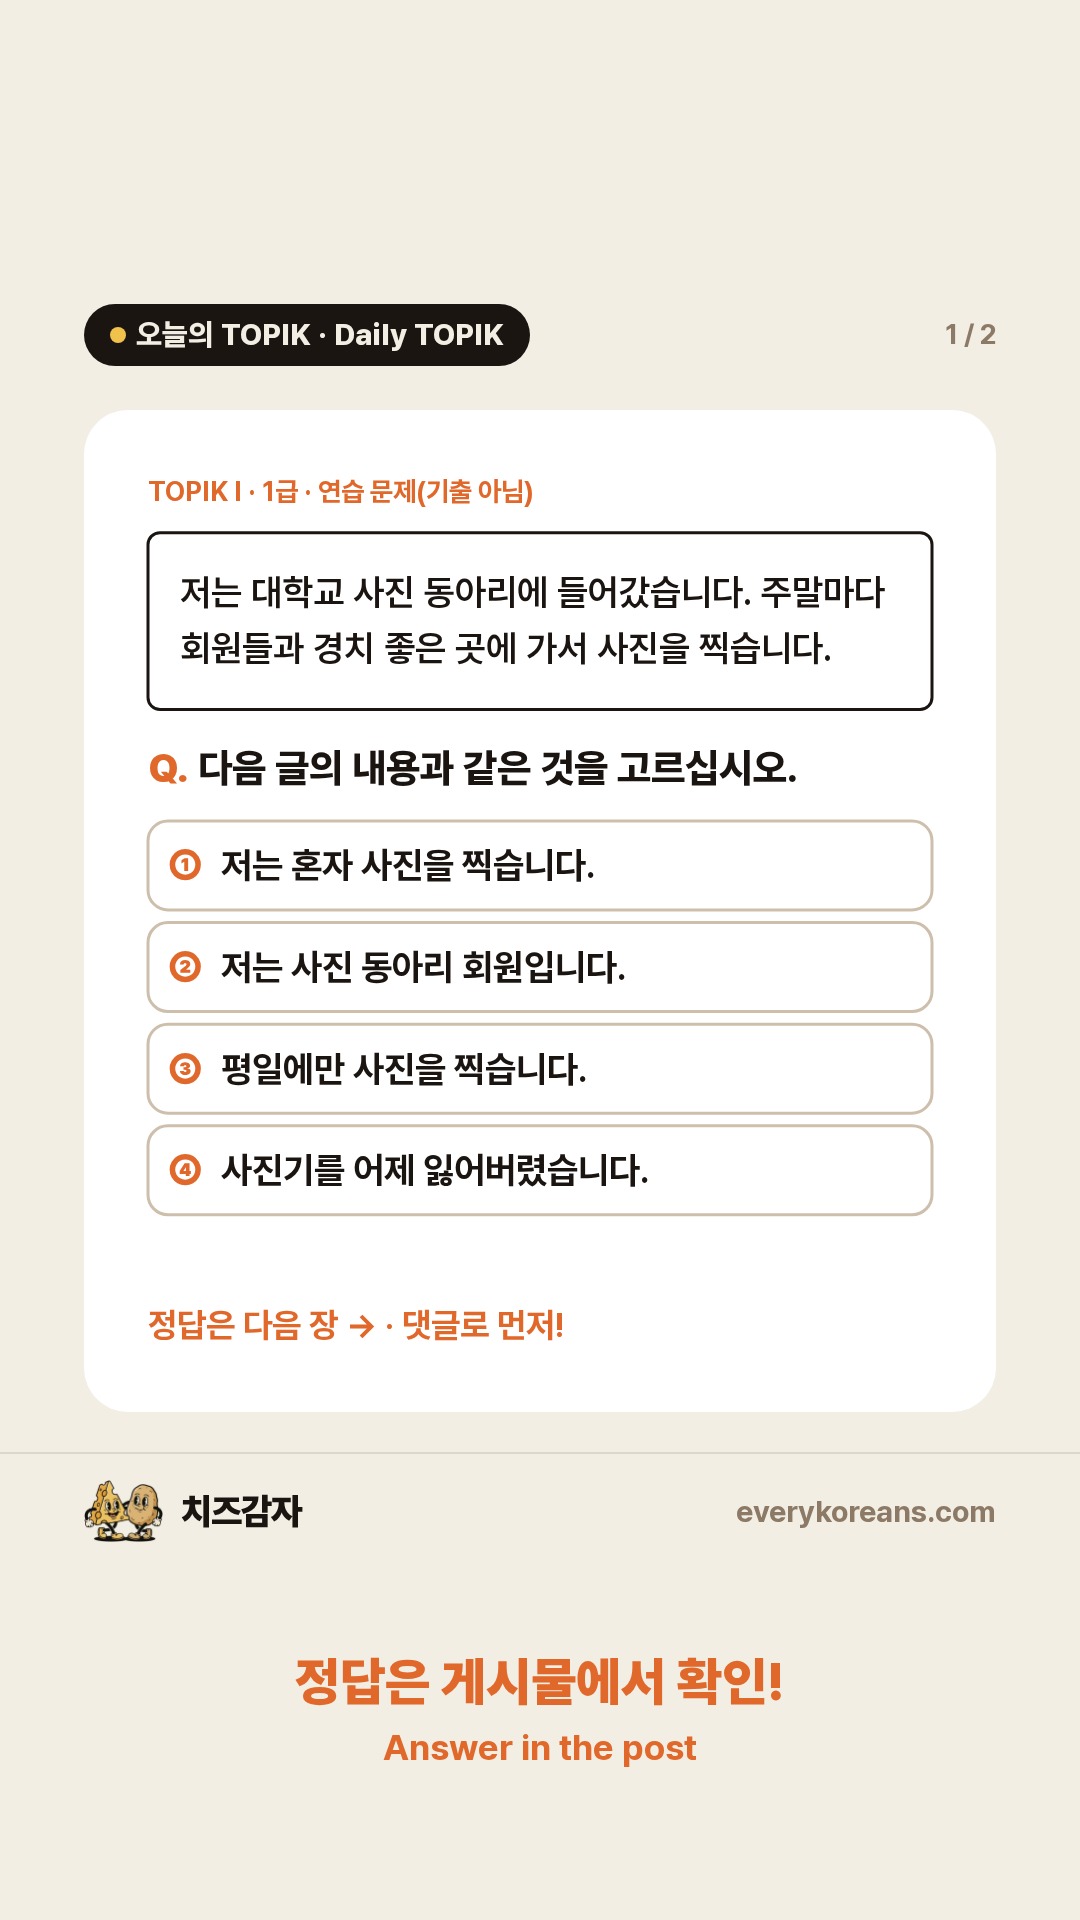 오늘의 TOPIK · Daily TOPIK
1 / 2
TOPIK I · 1급 · 연습 문제(기출 아님)
저는 대학교 사진 동아리에 들어갔습니다. 주말마다
회원들과 경치 좋은 곳에 가서 사진을 찍습니다.
Q. 다음 글의 내용과 같은 것을 고르십시오.
① 저는 혼자 사진을 찍습니다.
② 저는 사진 동아리 회원입니다.
③ 평일에만 사진을 찍습니다.
④ 사진기를 어제 잃어버렸습니다.
정답은 다음 장 → · 댓글로 먼저!
치즈감자
everykoreans.com
정답은 게시물에서 확인!
Answer in the post